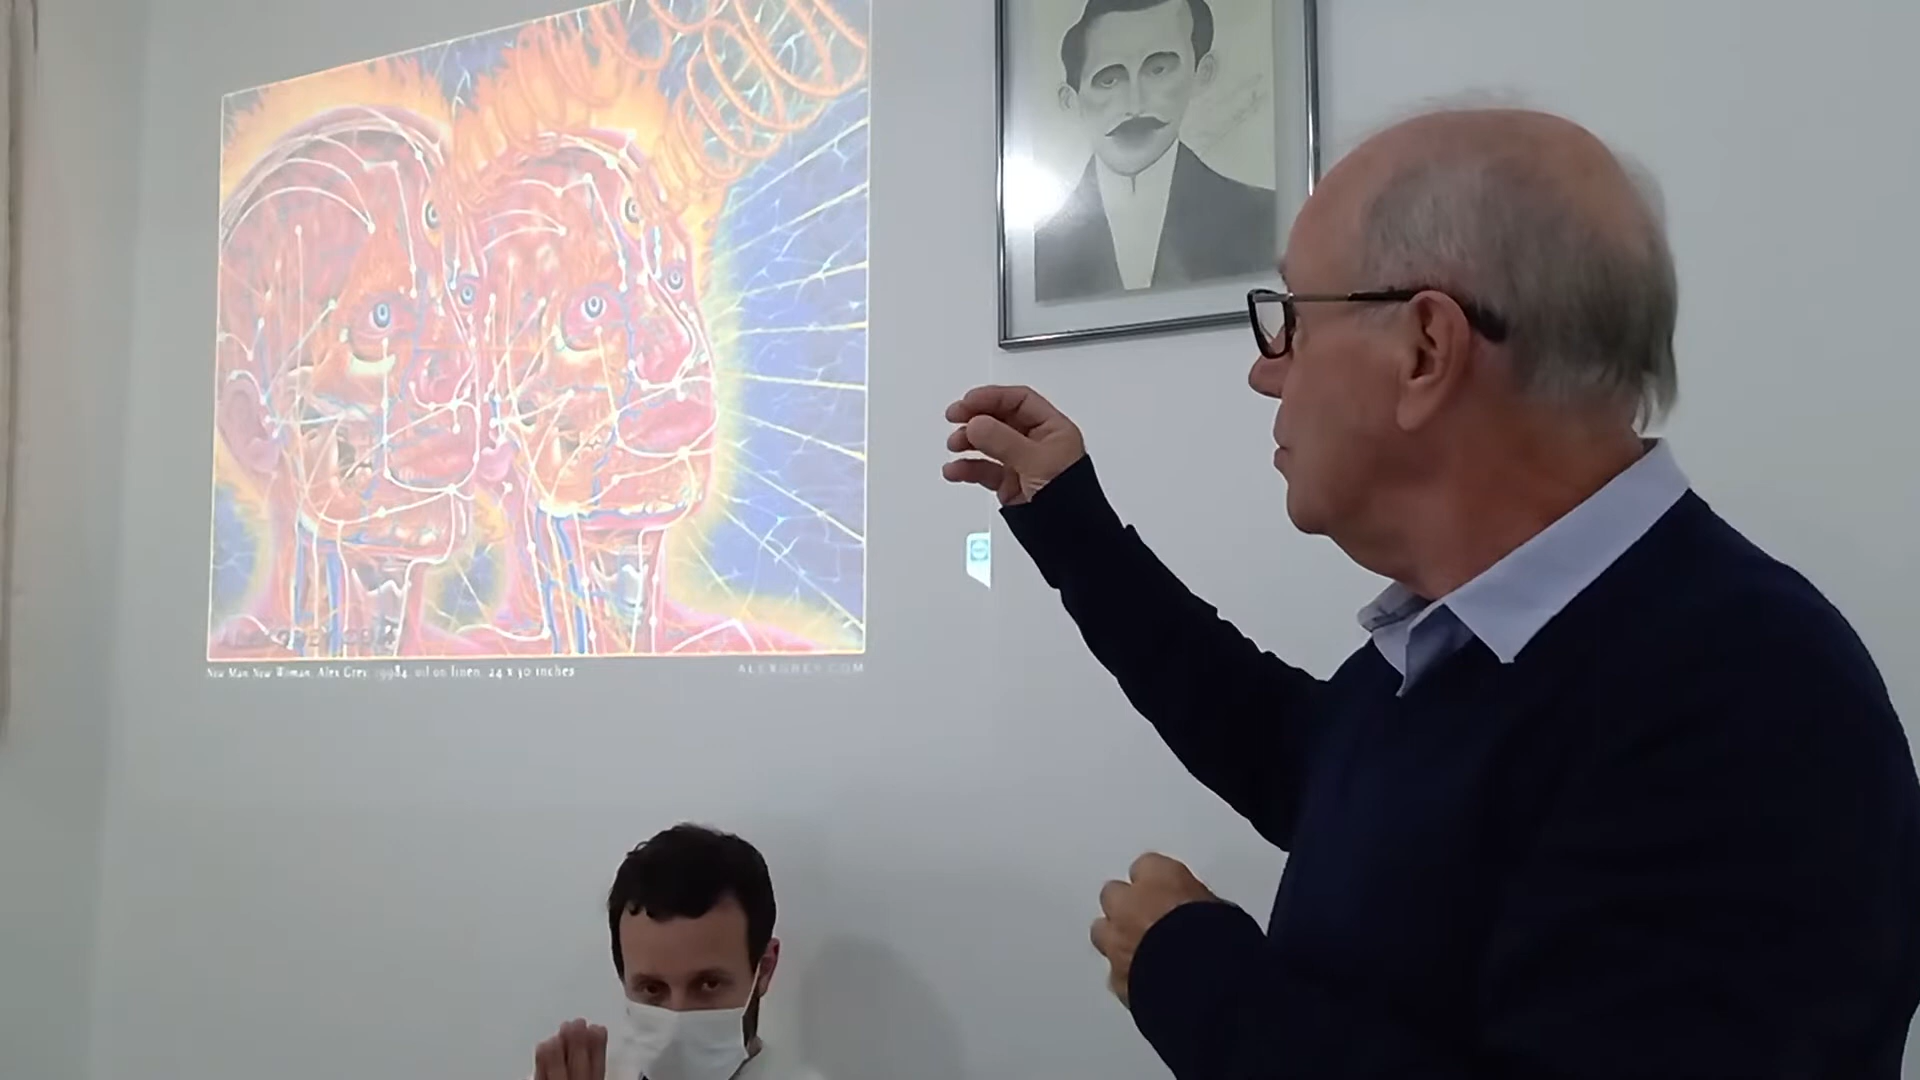 New Man New Woman, Alex Grey, 1984, oil on linen, 24 x 30 inches
ALEXGREY.COM